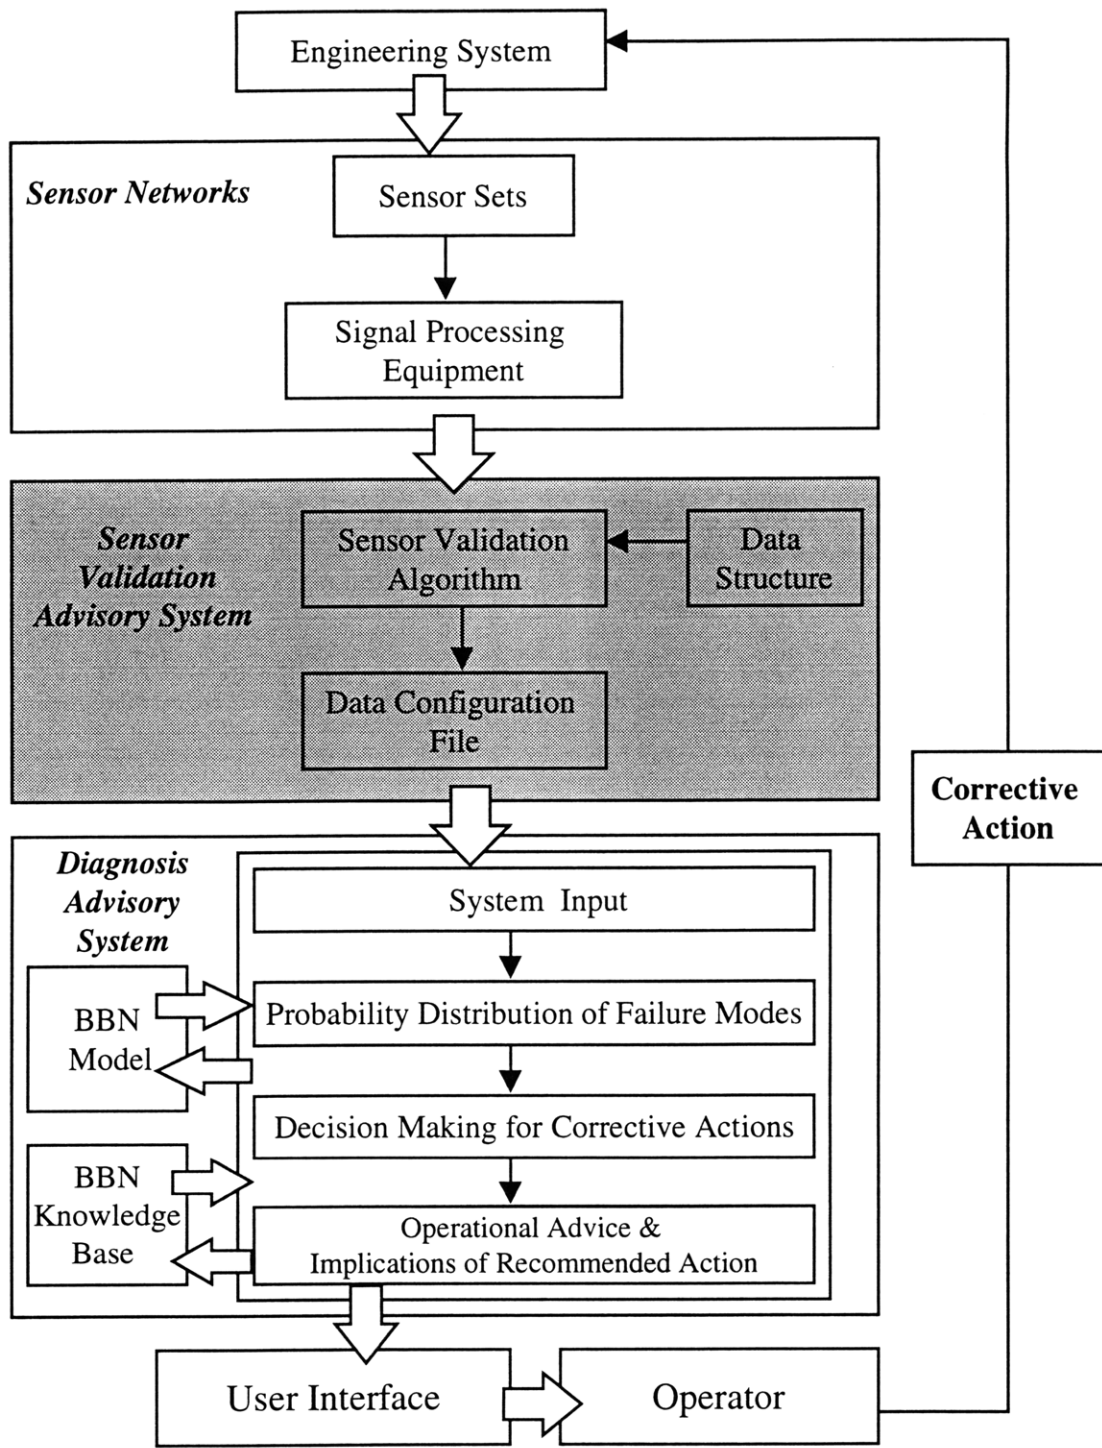 Engineering System
Sensor Networks
Sensor Sets
Signal Processing
Equipment
Sensor
Validation
Advisory System
Sensor Validation
Algorithm
Data
Structure
Data Configuration
File
Corrective
Action
Diagnosis
Advisory
System
System Input
BBN
Model
Probability Distribution of Failure Modes
Decision Making for Corrective Actions
BBN
Knowledge
Base
Operational Advice &
Implications of Recommended Action
User Interface
Operator